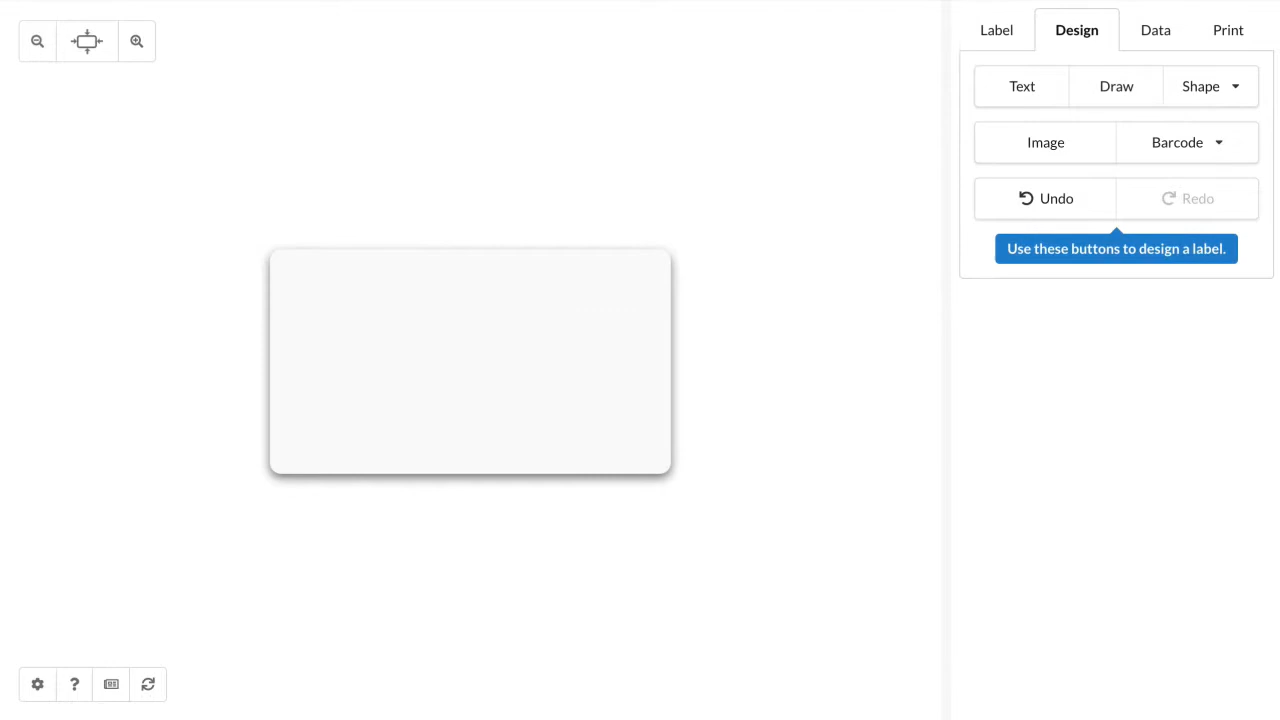 Label Design Data Print
Text Draw Shape
Image Barcode
Undo Redo
Use these buttons to design a label.
?